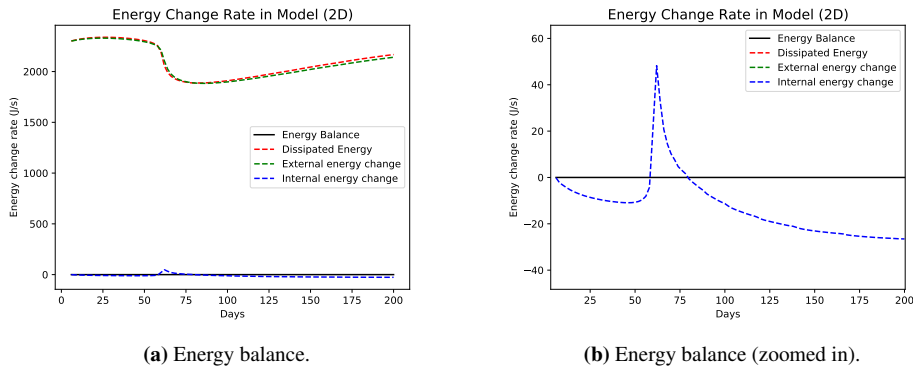 Energy Change Rate in Model (2D)
Energy change rate (J/s)
2000
1500
1000
500
0
Energy Balance
Dissipated Energy
External energy change
Internal energy change
0 25 50 75 100 125 150 175 200
Days
(a) Energy balance.
Energy Change Rate in Model (2D)
Energy change rate (J/s)
60
40
20
0
−20
−40
Energy Balance
Dissipated Energy
External energy change
Internal energy change
25 50 75 100 125 150 175 200
Days
(b) Energy balance (zoomed in).